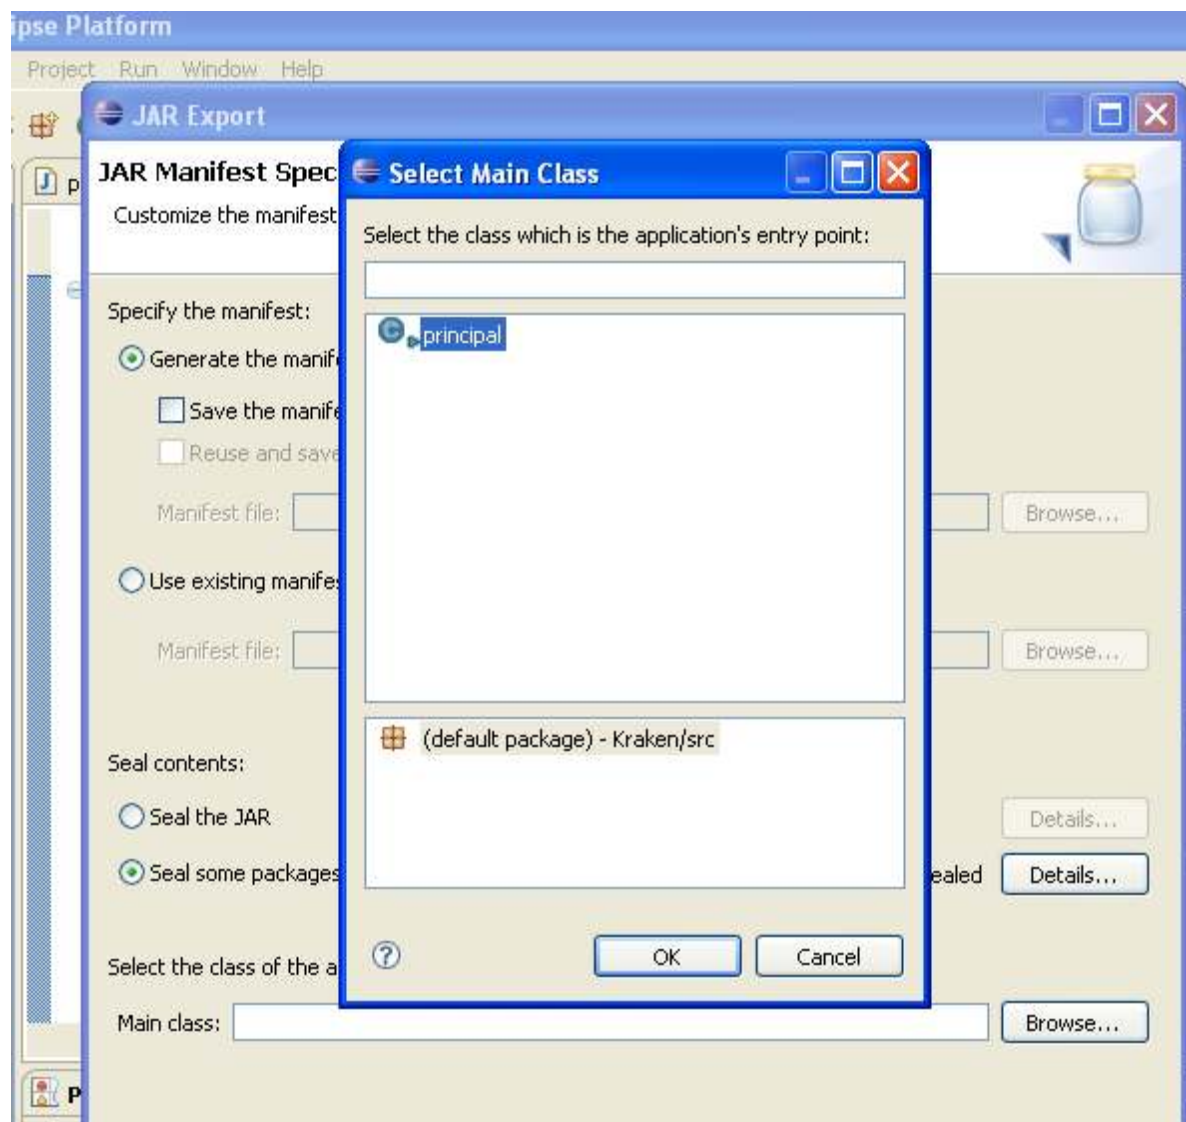 ipse Platform
Project Run Window Help
JAR Export
p
JAR Manifest Spec
Customize the manifest
Select Main Class
Select the class which is the application's entry point:
principal
(default package) - Kraken/src
OK Cancel
Specify the manifest:
Generate the manife
Save the manife
Reuse and save
Manifest file: Browse...
Use existing manifes
Manifest file: Browse...
Seal contents:
Seal the JAR Details...
Seal some packages ealed Details...
Select the class of the a
Main class: Browse...
P